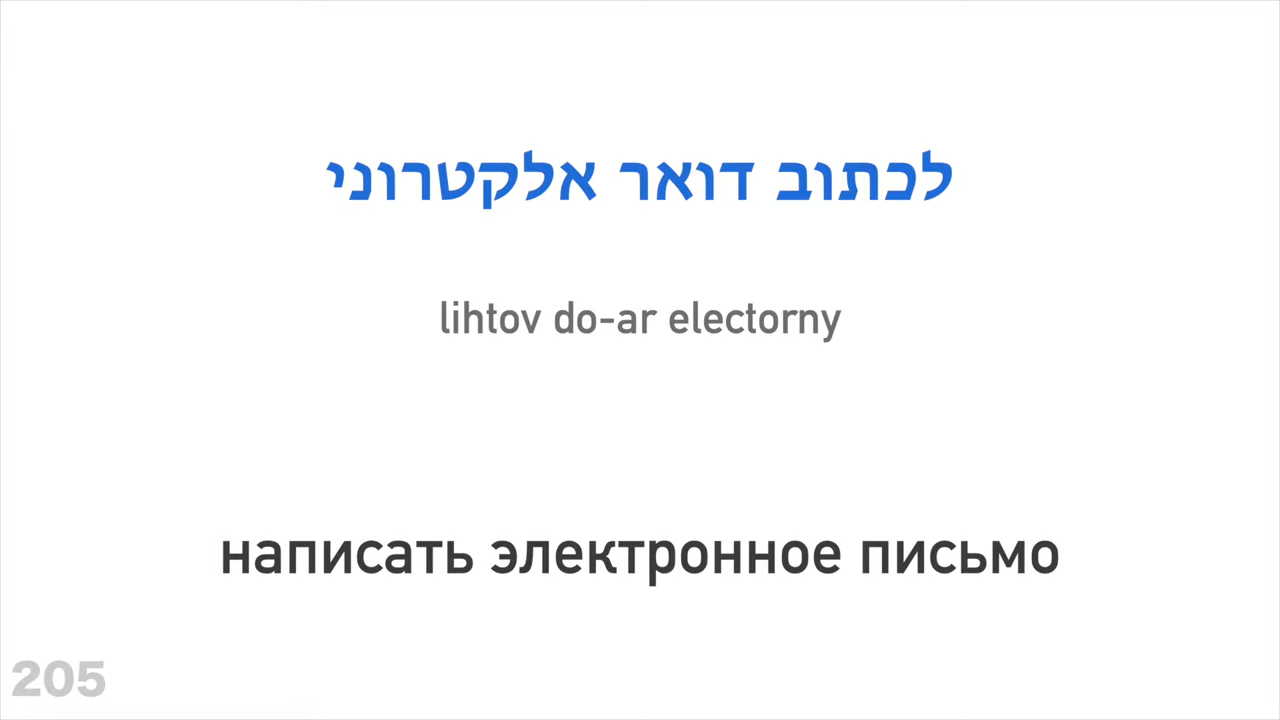 לכתוב דואר אלקטרוני
lihtov do-ar electorny
написать электронное письмо
205